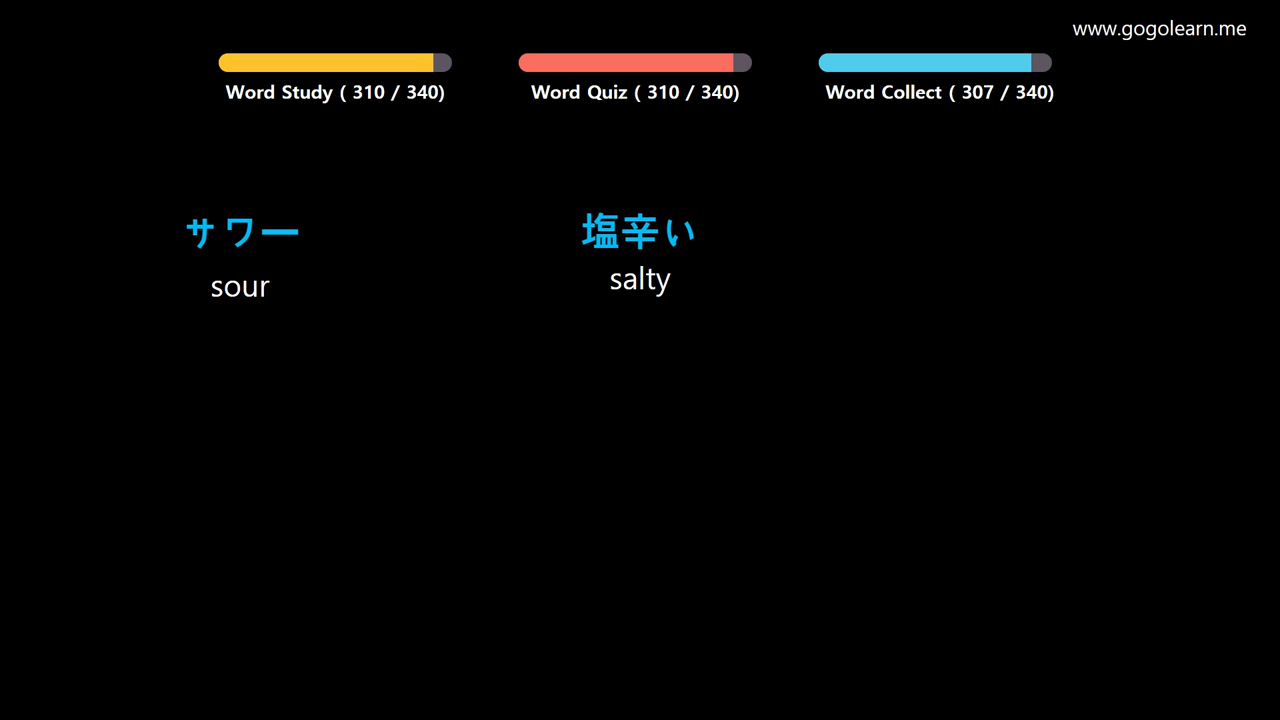 www.gogolearn.me
Word Study ( 310 / 340)
Word Quiz ( 310 / 340)
Word Collect ( 307 / 340)
サワー
塩辛い
sour
salty